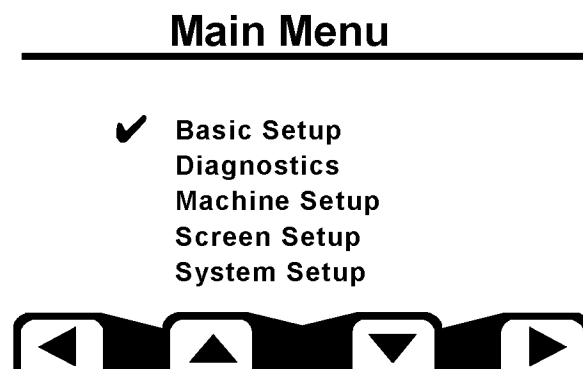 Main Menu
Basic Setup
Diagnostics
Machine Setup
Screen Setup
System Setup